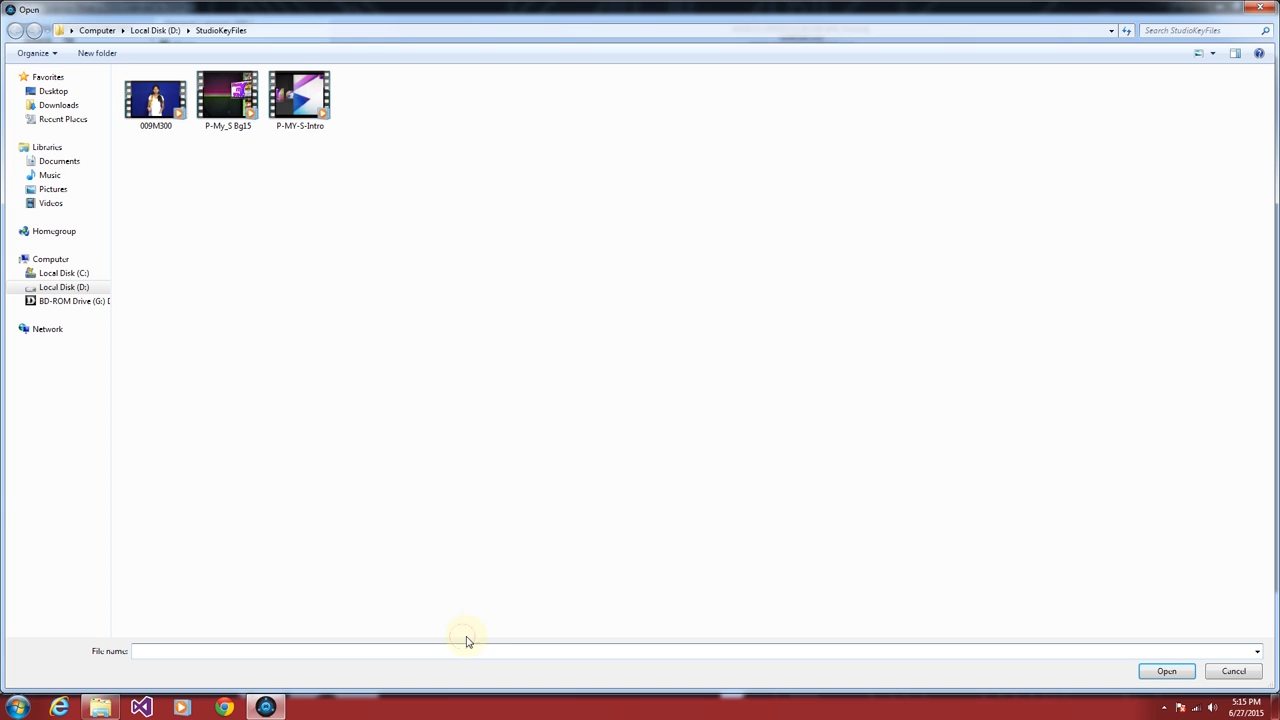 Open
Computer Local Disk (D:) StudioKeyFiles
Search StudioKeyFiles
Organize New folder
Favorites
Desktop
Downloads
Recent Places
Libraries
Documents
Music
Pictures
Videos
Homegroup
Computer
Local Disk (C:)
Local Disk (D:)
BD-ROM Drive (G:) D
Network
009M300
P-My_S Bg15
P-MY-S-Intro
File name:
Open Cancel
5:15 PM
6/27/2015